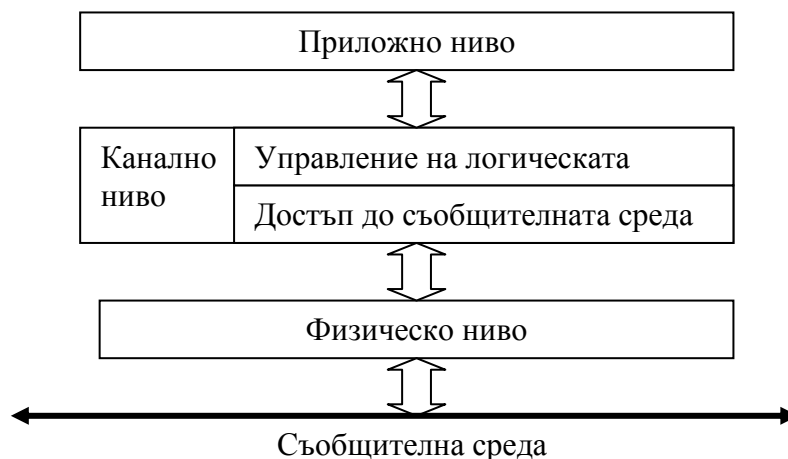 Приложно ниво
Канално
ниво
Управление на логическата
Достъп до съобщителната среда
Физическо ниво
Съобщителна среда